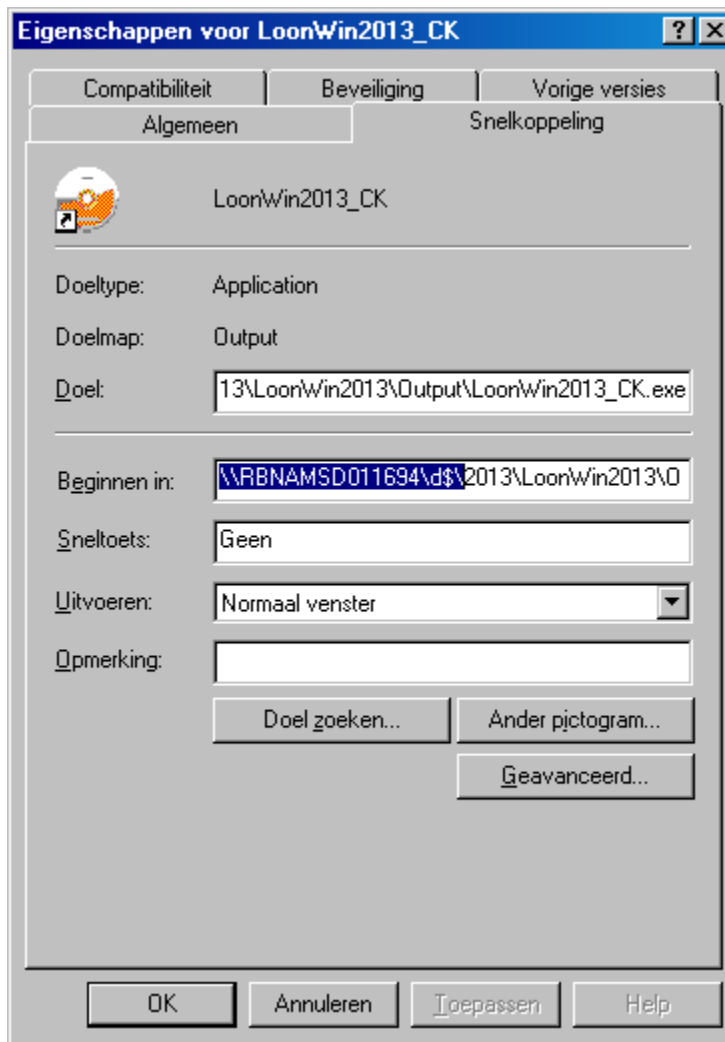 Eigenschappen voor LoonWin2013_CK
Compatibiliteit Beveiliging Vorige versies
Algemeen Snelkoppeling
LoonWin2013_CK
Doeltype: Application
Doelmap: Output
Doel: 13\LoonWin2013\Output\LoonWin2013_CK.exe
Beginnen in: \\RBNAMSD011694\d$\2013\LoonWin2013\O
Sneltoets: Geen
Uitvoeren: Normaal venster
Opmerking:
Doel zoeken... Ander pictogram...
Geavanceerd...
OK Annuleren Toepassen Help